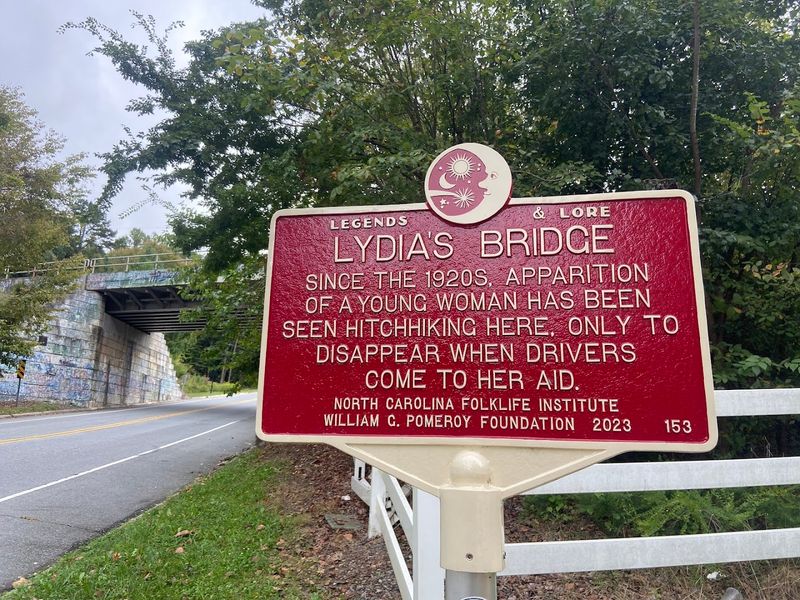 LEGENDS & LORE
LYDIA'S BRIDGE
SINCE THE 1920S, APPARITION
OF A YOUNG WOMAN HAS BEEN
SEEN HITCHHIKING HERE, ONLY TO
DISAPPEAR WHEN DRIVERS
COME TO HER AID.
NORTH CAROLINA FOLKLIFE INSTITUTE
WILLIAM G. POMEROY FOUNDATION 2023 153